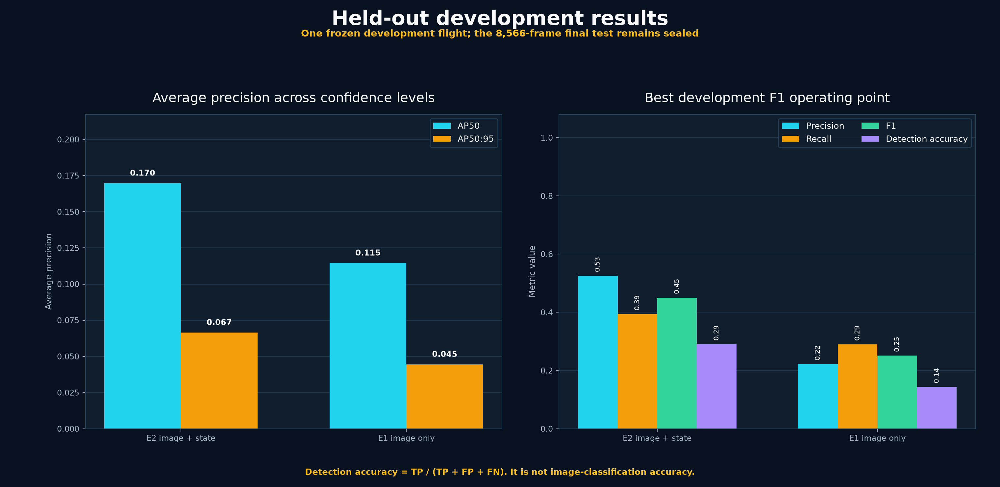 Held-out development results
One frozen development flight; the 8,566-frame final test remains sealed
Average precision across confidence levels
AP50
AP50:95
Average precision
0.200
0.175
0.150
0.125
0.100
0.075
0.050
0.025
0.000
0.170
0.067
0.115
0.045
E2 image + state
E1 image only
Best development F1 operating point
Precision
Recall
F1
Detection accuracy
Metric value
1.0
0.8
0.6
0.4
0.2
0.0
0.53
0.39
0.45
0.29
0.22
0.29
0.25
0.14
E2 image + state
E1 image only
Detection accuracy = TP / (TP + FP + FN). It is not image-classification accuracy.